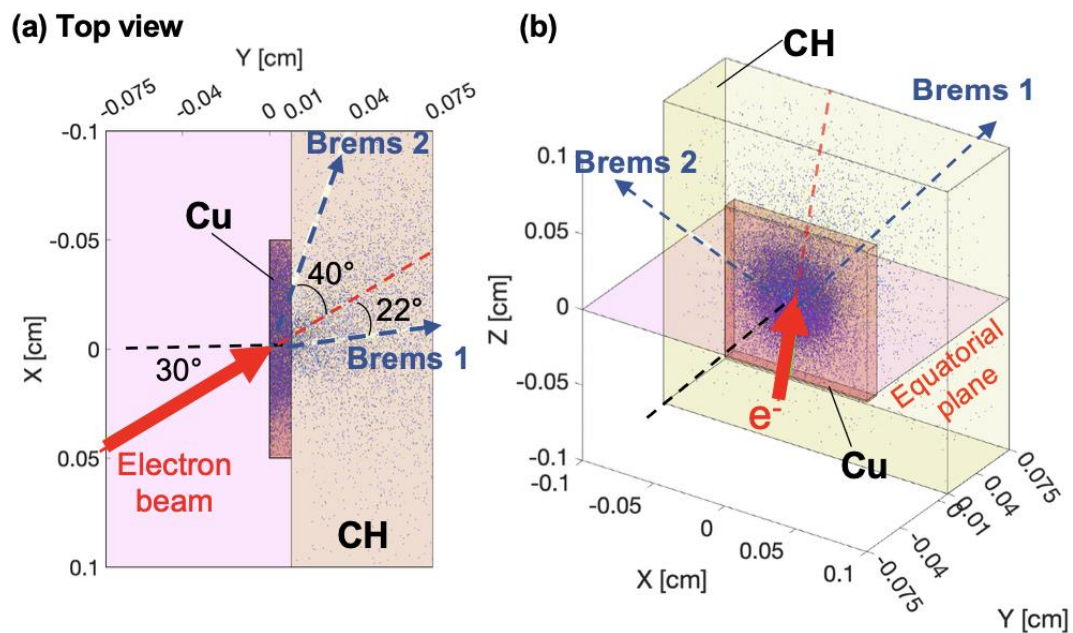 (a) Top view
Y [cm]
-0.075
-0.04
0
0.01
0.04
0.075
-0.1
-0.05
0
0.05
0.1
X [cm]
Brems 2
Cu
40°
22°
Brems 1
30°
Electron
beam
CH
(b)
CH
Brems 1
Brems 2
0.1
0.05
0
-0.05
-0.1
Z [cm]
e-
Cu
Equatorial
plane
-0.1
-0.05
0
0.05
0.1
X [cm]
0.075
0.04
0.01
0
-0.04
-0.075
Y [cm]